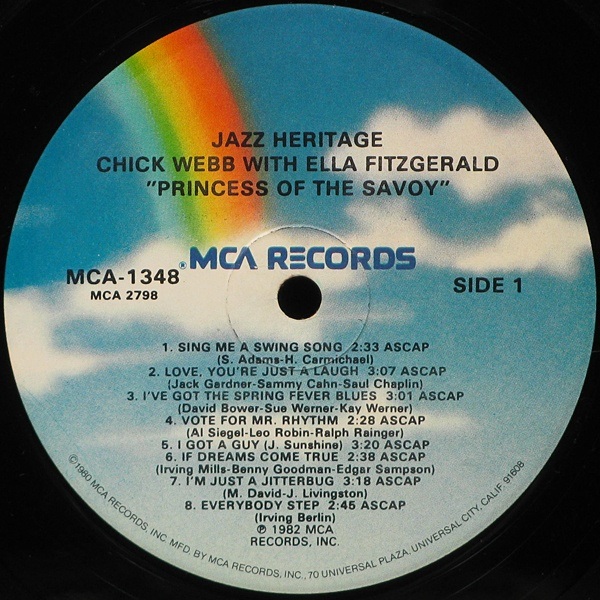 JAZZ HERITAGE
CHICK WEBB WITH ELLA FITZGERALD
"PRINCESS OF THE SAVOY"
® MCA RECORDS
MCA-1348
MCA 2798
SIDE 1
1. SING ME A SWING SONG 2:33 ASCAP
(S. Adams-H. Carmichael)
2. LOVE, YOU'RE JUST A LAUGH 3:07 ASCAP
(Jack Gardner-Sammy Cahn-Saul Chaplin)
3. I'VE GOT THE SPRING FEVER BLUES 3:01 ASCAP
(David Bower-Sue Werner-Kay Werner)
4. VOTE FOR MR. RHYTHM 2:28 ASCAP
(Al Siegel-Leo Robin-Ralph Rainger)
5. I GOT A GUY (J. Sunshine) 3:20 ASCAP
6. IF DREAMS COME TRUE 2:38 ASCAP
(Irving Mills-Benny Goodman-Edgar Sampson)
7. I'M JUST A JITTERBUG 3:18 ASCAP
(M. David-J. Livingston)
8. EVERYBODY STEP 2:45 ASCAP
(Irving Berlin)
℗ 1982 MCA
RECORDS, INC.
©1980 MCA RECORDS, INC. MFD. BY MCA RECORDS, INC., 70 UNIVERSAL PLAZA, UNIVERSAL CITY, CALIF. 91608